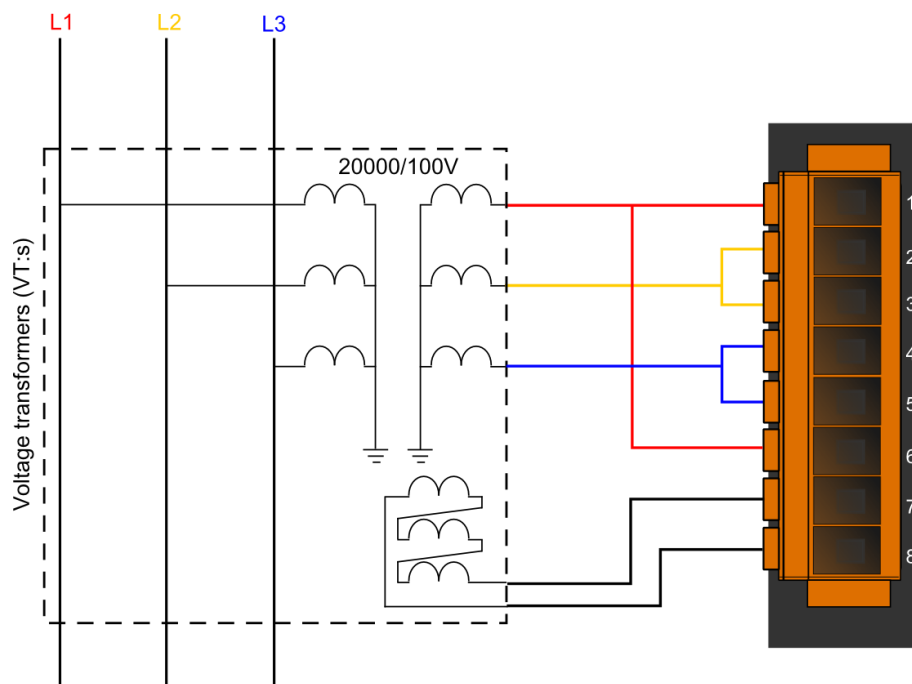 L1 L2 L3
20000/100V
Voltage transformers (VT:s)
1
2
3
4
5
6
7
8